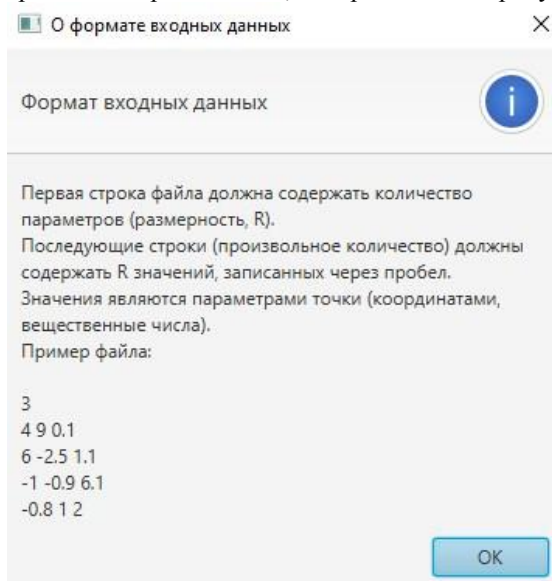 О формате входных данных
Формат входных данных
Первая строка файла должна содержать количество
параметров (размерность, R).
Последующие строки (произвольное количество) должны
содержать R значений, записанных через пробел.
Значения являются параметрами точки (координатами,
вещественные числа).
Пример файла:
3
4 9 0.1
6 -2.5 1.1
-1 -0.9 6.1
-0.8 1 2
OK